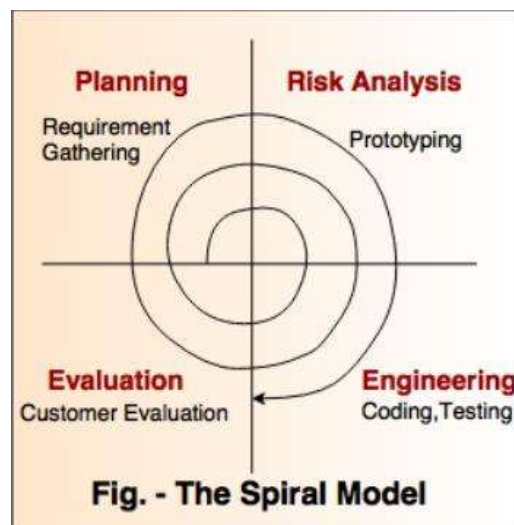 Planning
Requirement
Gathering
Risk Analysis
Prototyping
Evaluation
Customer Evaluation
Engineering
Coding,Testing
Fig. - The Spiral Model